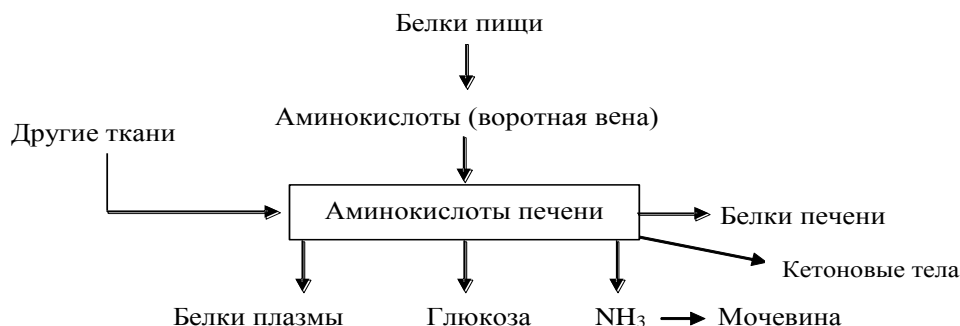 Белки пищи
Аминокислоты (воротная вена)
Другие ткани
Аминокислоты печени
Белки печени
Кетоновые тела
Белки плазмы
Глюкоза
NH₃
Мочевина